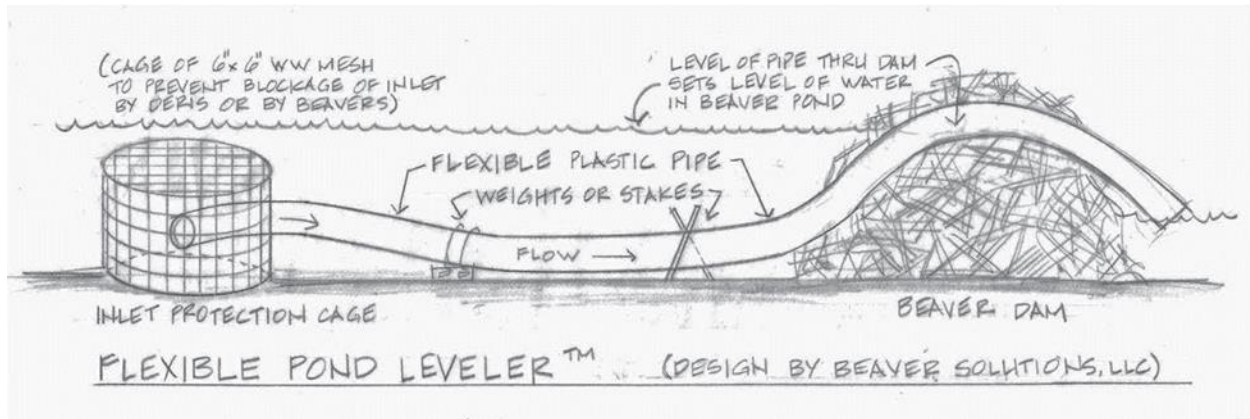 (CAGE OF 6"x 6" WW MESH
TO PREVENT BLOCKAGE OF INLET
BY DERIS OR BY BEAVERS)
LEVEL OF PIPE THRU DAM
SETS LEVEL OF WATER
IN BEAVER POND
FLEXIBLE PLASTIC PIPE
WEIGHTS OR STAKES
FLOW
INLET PROTECTION CAGE
BEAVER DAM
FLEXIBLE POND LEVELER™ (DESIGN BY BEAVER SOLUTIONS, LLC)